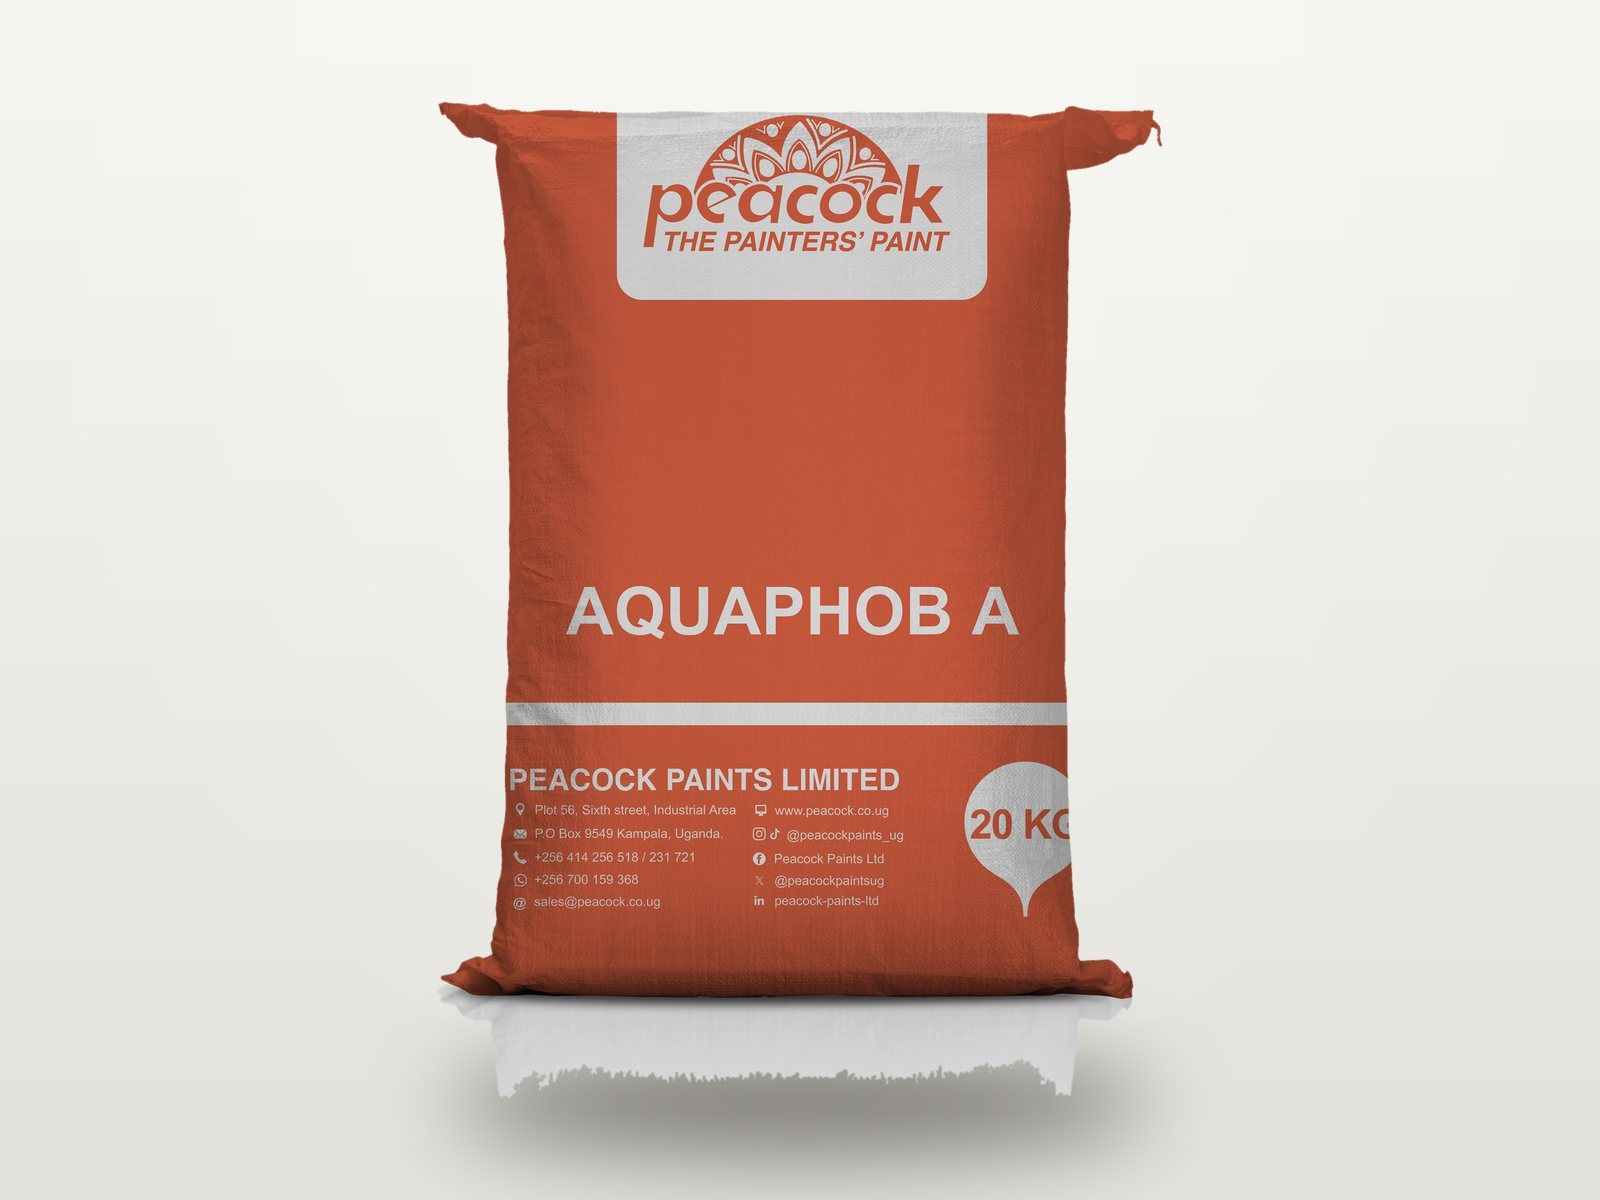 peacock
THE PAINTERS' PAINT
AQUAPHOB A
PEACOCK PAINTS LIMITED
Plot 56, Sixth street, Industrial Area
P.O Box 9549 Kampala, Uganda.
+256 414 256 518 / 231 721
+256 700 159 368
sales@peacock.co.ug
www.peacock.co.ug
@peacockpaints_ug
Peacock Paints Ltd
@peacockpaintsug
peacock-paints-ltd
20 KG